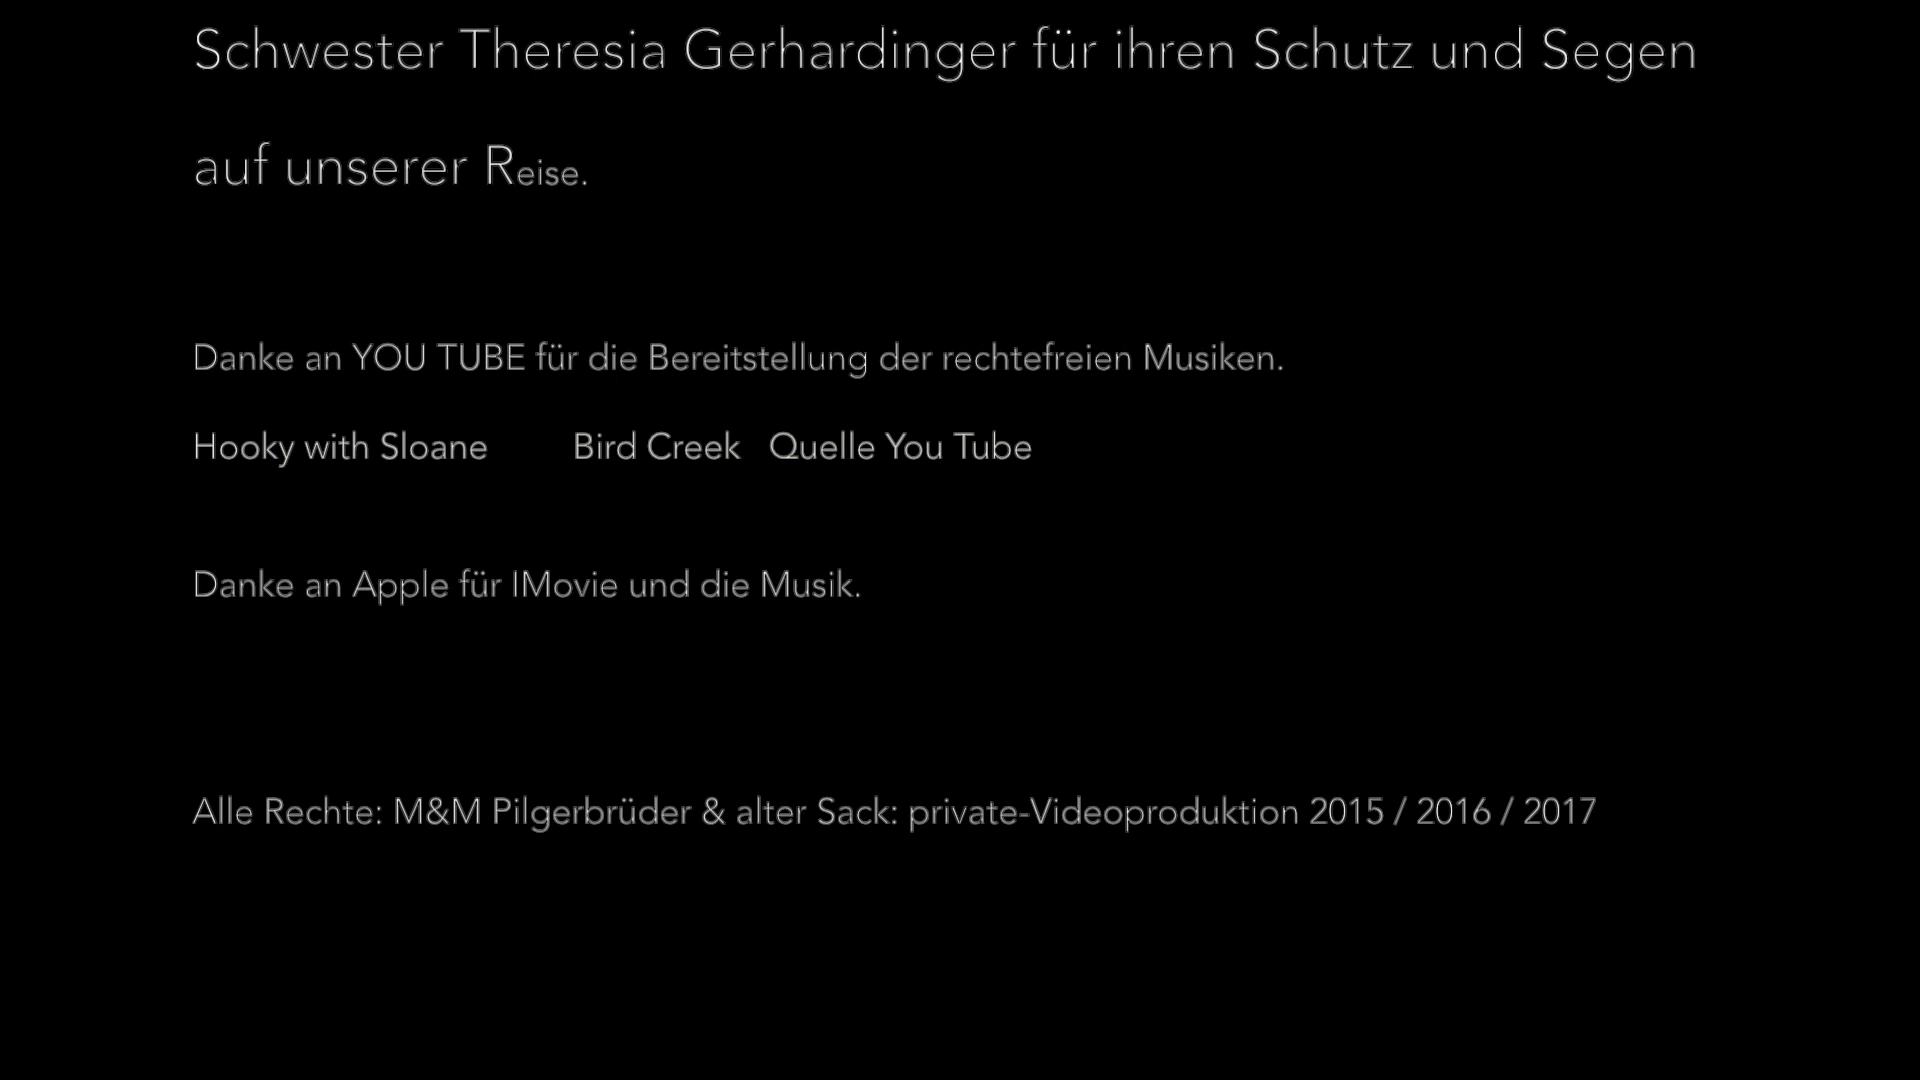 Schwester Theresia Gerhardinger für ihren Schutz und Segen
auf unserer Reise.
Danke an YOU TUBE für die Bereitstellung der rechtefreien Musiken.
Hooky with Sloane Bird Creek Quelle You Tube
Danke an Apple für IMovie und die Musik.
Alle Rechte: M&M Pilgerbrüder & alter Sack: private-Videoproduktion 2015 / 2016 / 2017